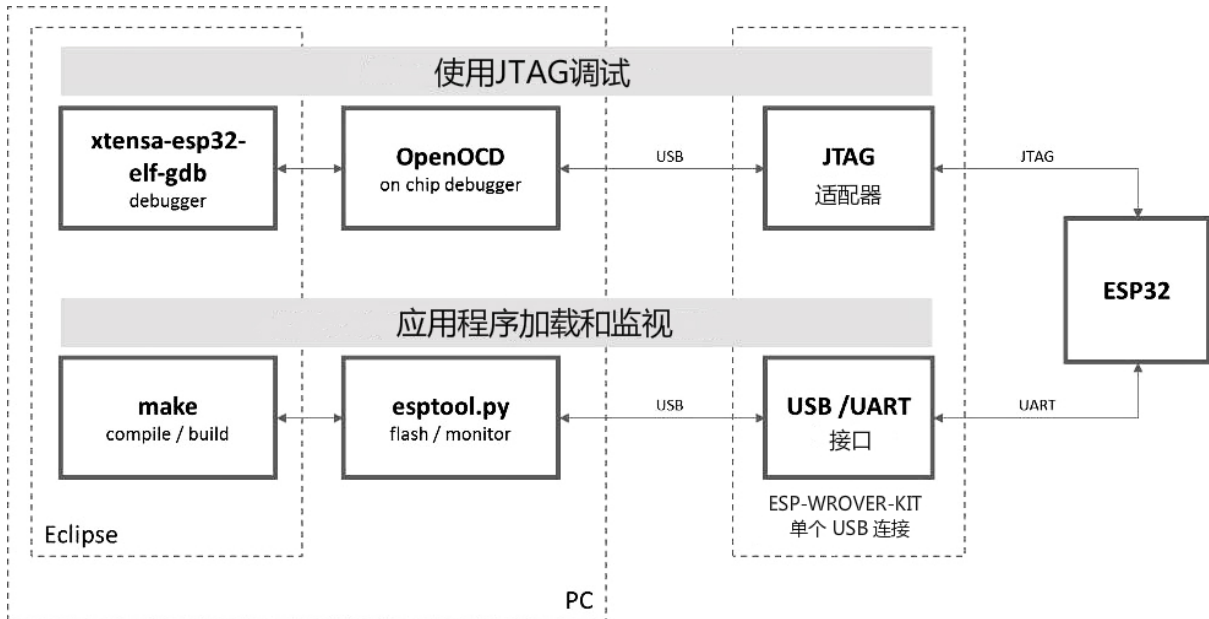 使用JTAG调试
xtensa-esp32-
elf-gdb
debugger
OpenOCD
on chip debugger
USB
JTAG
适配器
JTAG
ESP32
应用程序加载和监视
make
compile / build
esptool.py
flash / monitor
USB
USB /UART
接口
UART
ESP-WROVER-KIT
单个 USB 连接
Eclipse
PC